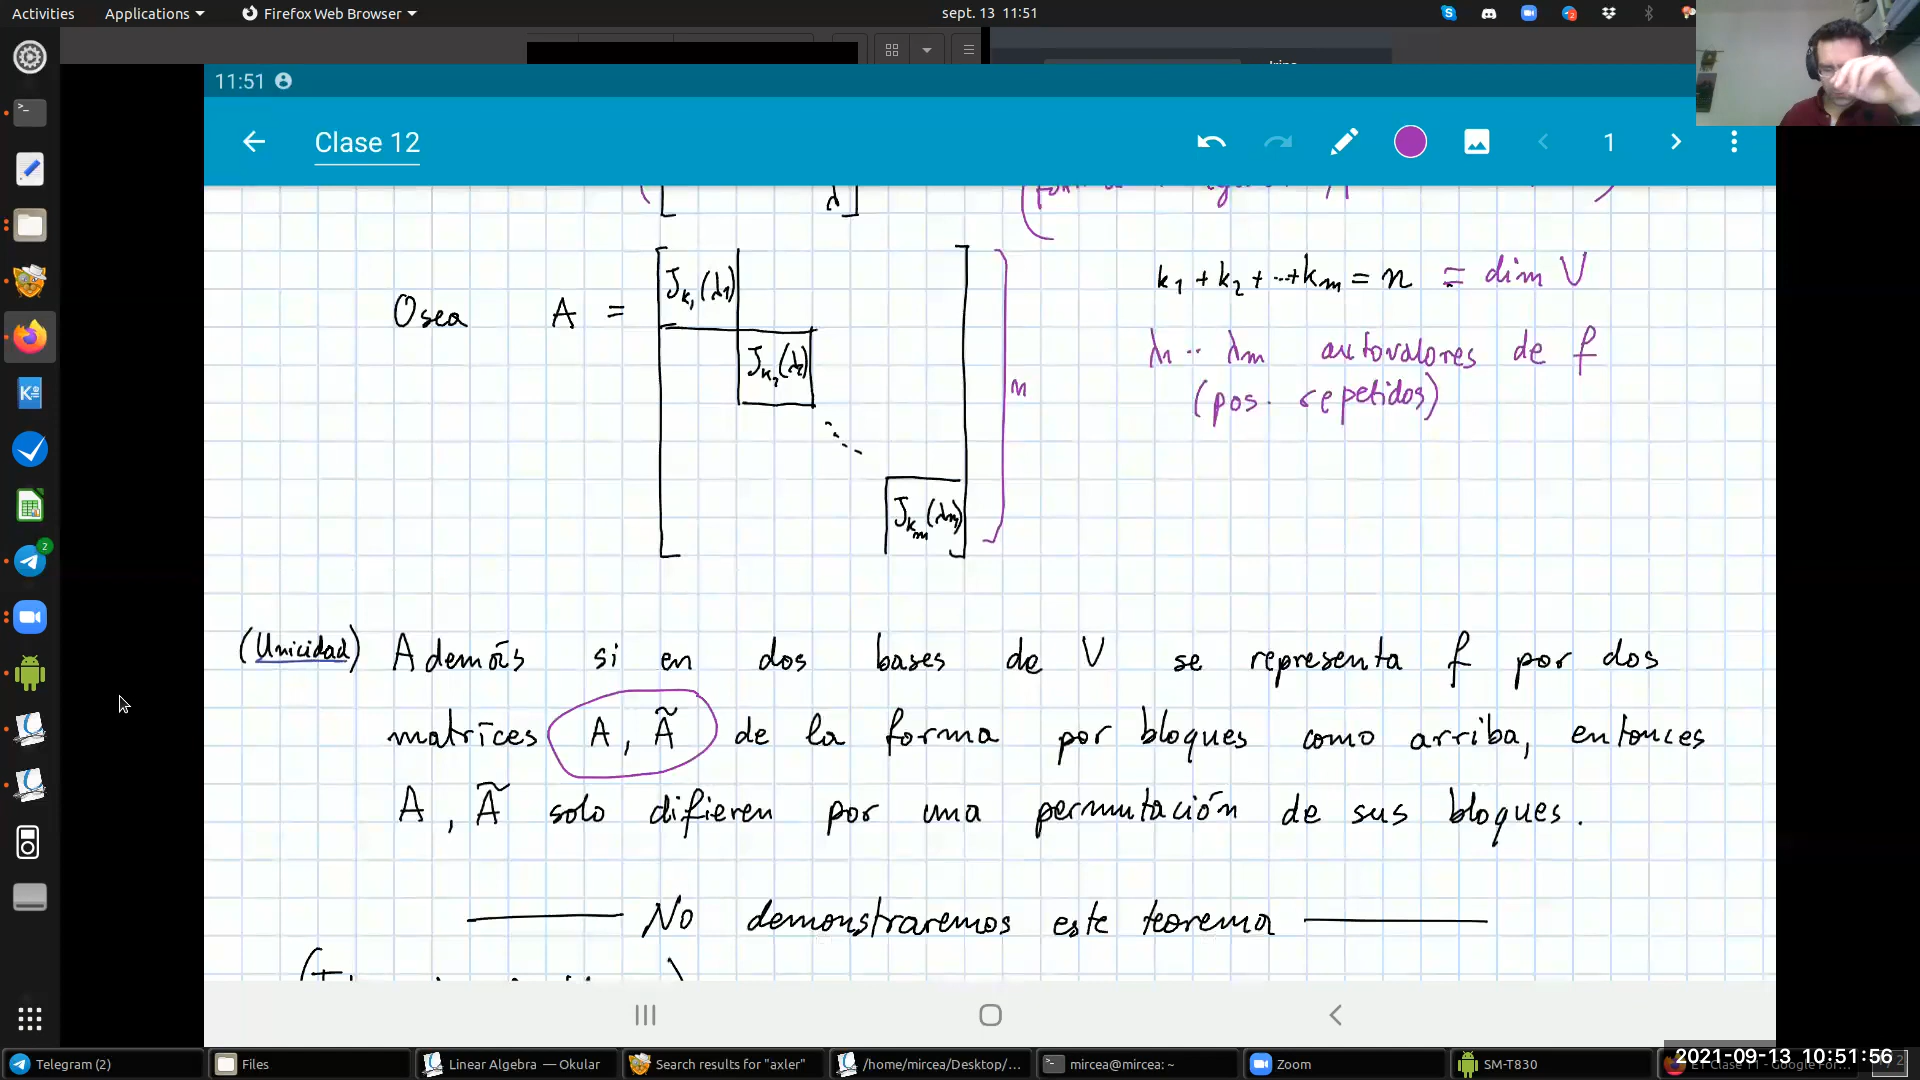 Activities Applications Firefox Web Browser sept. 13 11:51
11:51
Clase 12 1
λ
Osea A =
J_{k_1}(λ_1)
J_{k_2}(λ_2)
J_{k_m}(λ_m)
n
k_1 + k_2 + ... + k_m = n = dim V
λ_1 .. λ_m autovalores de f
(pos. repetidos)
(Unicidad) Además si en dos bases de V se representa f por dos
matrices A, Ã de la forma por bloques como arriba, entonces
A, Ã solo difieren por una permutación de sus bloques.
No demonstraremos este teorema
2
Telegram (2) Files Linear Algebra — Okular Search results for "axler" /home/mircea/Desktop/... mircea@mircea: ~ Zoom SM-T830
2021-09-13 10:51:56